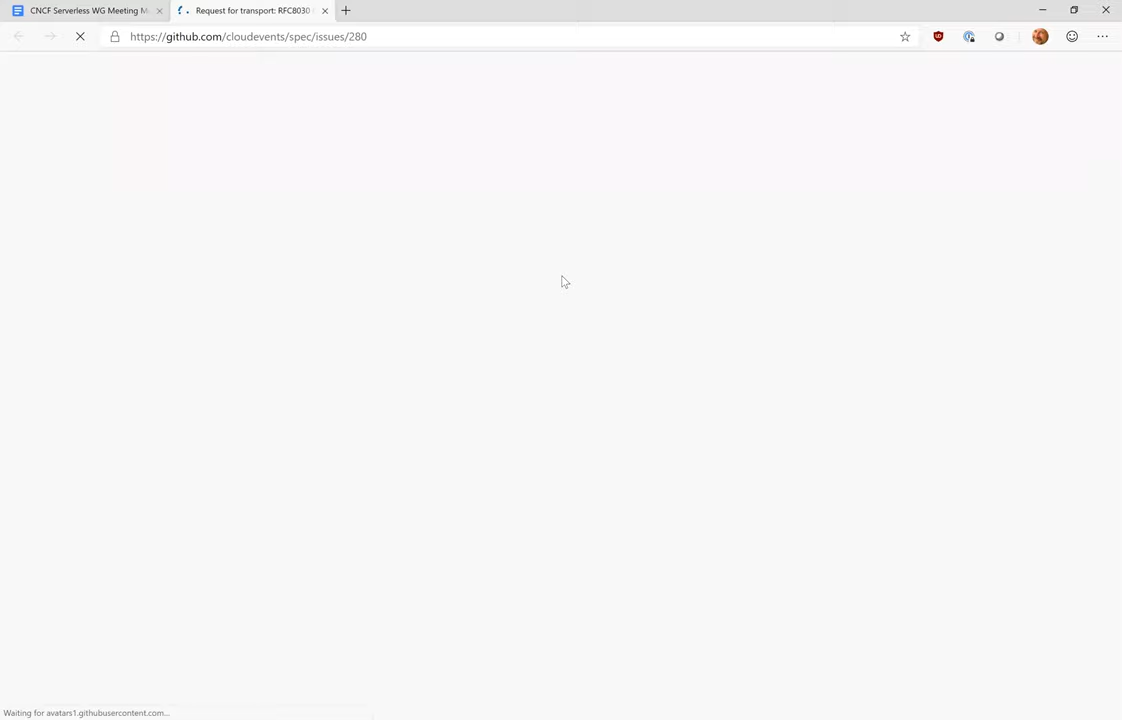 CNCF Serverless WG Meeting M
Request for transport: RFC8030
https://github.com/cloudevents/spec/issues/280
Waiting for avatars1.githubusercontent.com...